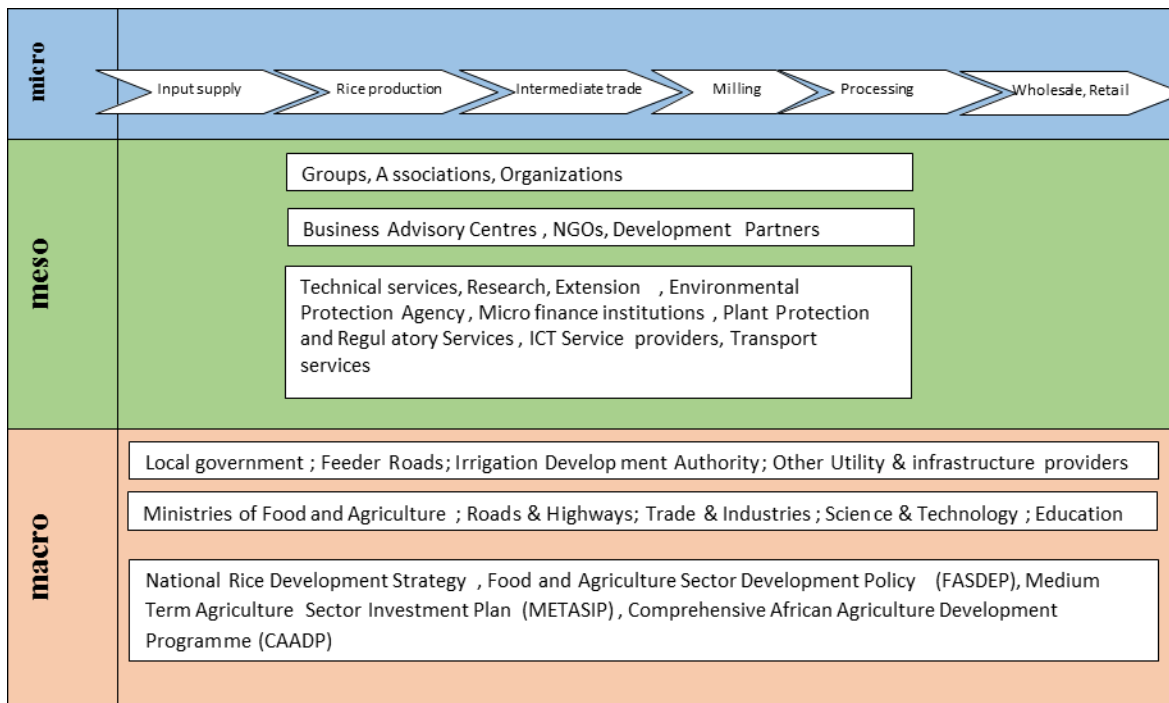 micro
Input supply
Rice production
Intermediate trade
Milling
Processing
Wholesale, Retail
meso
Groups, A ssociations, Organizations
Business Advisory Centres , NGOs, Development Partners
Technical services, Research, Extension , Environmental
Protection Agency , Micro finance institutions , Plant Protection
and Regul atory Services , ICT Service providers, Transport
services
macro
Local government ; Feeder Roads; Irrigation Develop ment Authority; Other Utility & infrastructure providers
Ministries of Food and Agriculture ; Roads & Highways; Trade & Industries ; Science & Technology ; Education
National Rice Development Strategy , Food and Agriculture Sector Development Policy (FASDEP), Medium
Term Agriculture Sector Investment Plan (METASIP) , Comprehensive African Agriculture Development
Programme (CAADP)